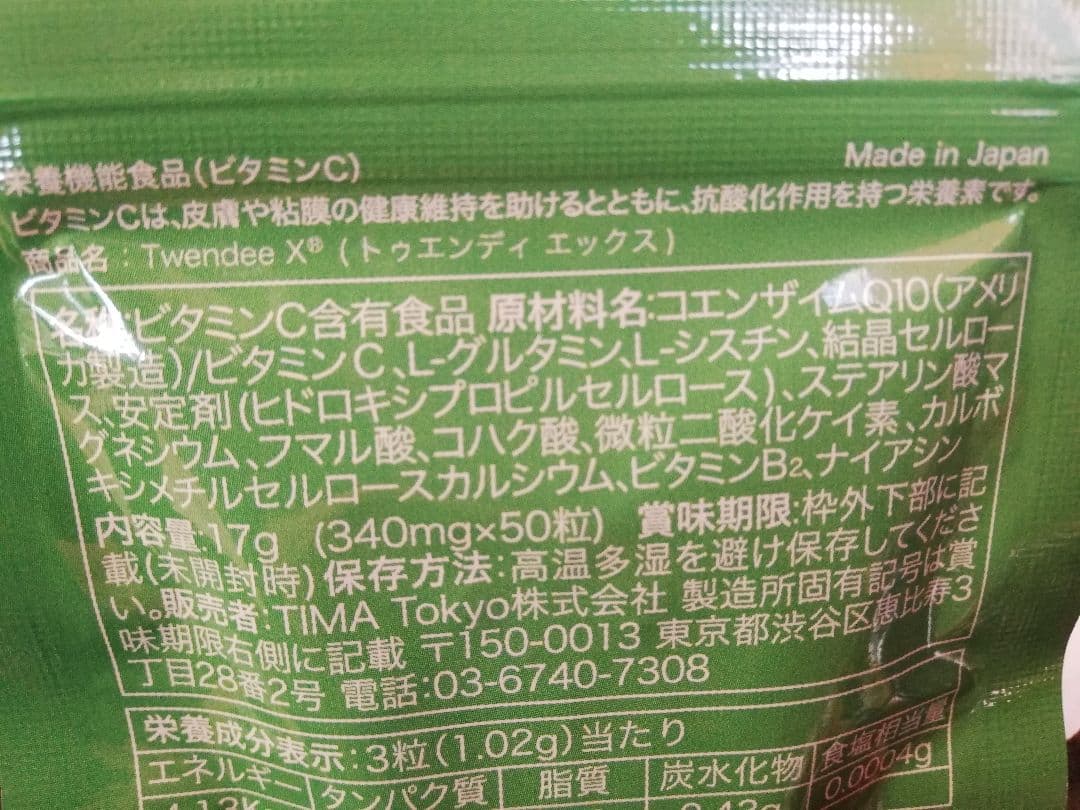 Made in Japan
栄養機能食品(ビタミンC)
ビタミンCは、皮膚や粘膜の健康維持を助けるとともに、抗酸化作用を持つ栄養素です。
商品名：Twendee X®(トゥエンディ エックス)
名称:ビタミンC含有食品 原材料名:コエンザイムQ10(アメリ
カ製造)/ビタミンC、L-グルタミン、L-シスチン、結晶セルロー
ス、安定剤(ヒドロキシプロピルセルロース)、ステアリン酸マ
グネシウム、フマル酸、コハク酸、微粒二酸化ケイ素、カルボ
キシメチルセルロースカルシウム、ビタミンB2、ナイアシン
内容量:17g (340mg×50粒) 賞味期限:枠外下部に記
載(未開封時) 保存方法:高温多湿を避け保存してくださ
い。販売者:TIMA Tokyo株式会社 製造所固有記号は賞
味期限右側に記載 〒150-0013 東京都渋谷区恵比寿3
丁目28番2号 電話:03-6740-7308
栄養成分表示:3粒(1.02g)当たり
エネルギー タンパク質 脂質 炭水化物 食塩相当量
0.0004g